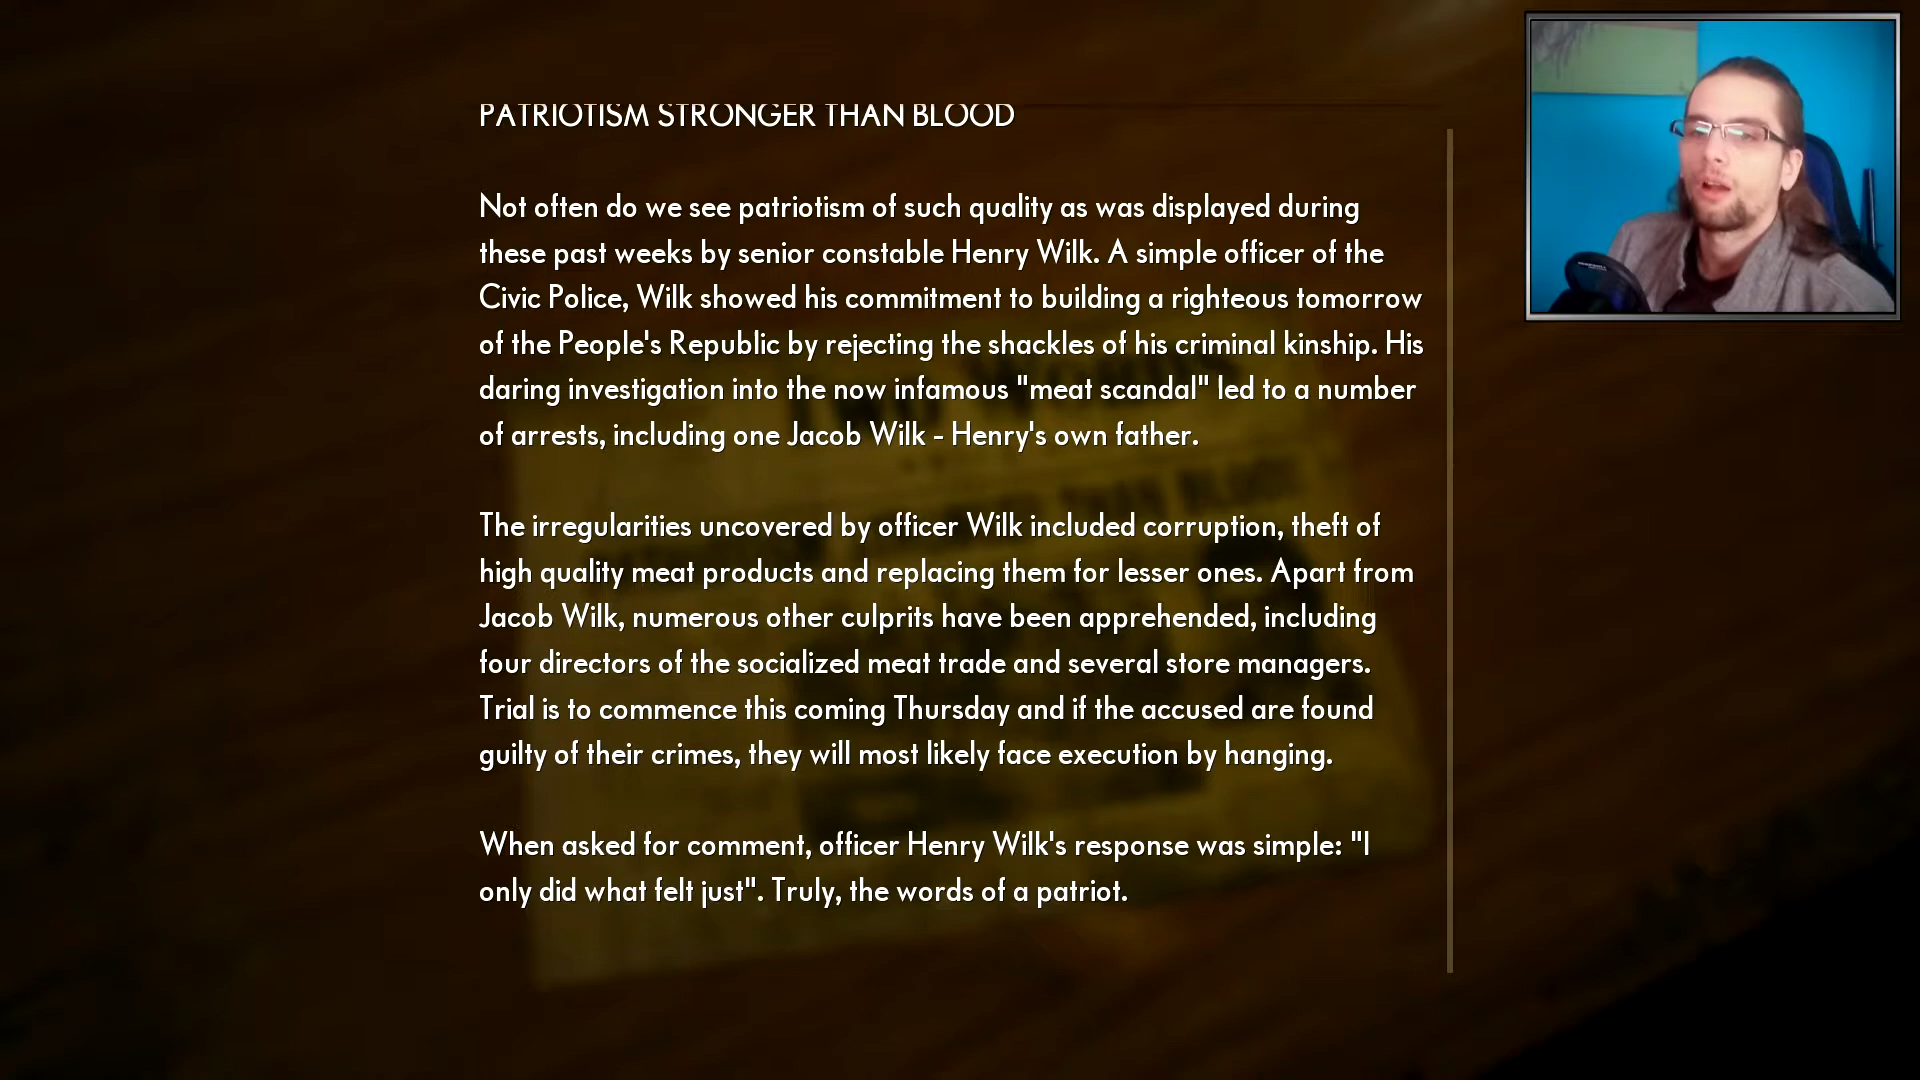 PATRIOTISM STRONGER THAN BLOOD
Not often do we see patriotism of such quality as was displayed during
these past weeks by senior constable Henry Wilk. A simple officer of the
Civic Police, Wilk showed his commitment to building a righteous tomorrow
of the People's Republic by rejecting the shackles of his criminal kinship. His
daring investigation into the now infamous "meat scandal" led to a number
of arrests, including one Jacob Wilk - Henry's own father.
The irregularities uncovered by officer Wilk included corruption, theft of
high quality meat products and replacing them for lesser ones. Apart from
Jacob Wilk, numerous other culprits have been apprehended, including
four directors of the socialized meat trade and several store managers.
Trial is to commence this coming Thursday and if the accused are found
guilty of their crimes, they will most likely face execution by hanging.
When asked for comment, officer Henry Wilk's response was simple: "I
only did what felt just". Truly, the words of a patriot.